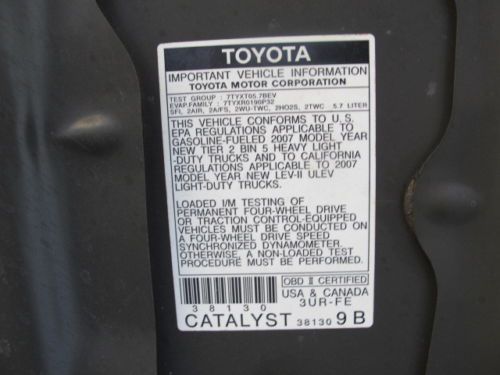 TOYOTA
IMPORTANT VEHICLE INFORMATION
TOYOTA MOTOR CORPORATION
TEST GROUP : 7TYXT05.7BEV
EVAP.FAMILY : 7TYXR0190P32
SFI, 2AIR, 2A/FS, 2WU-TWC, 2HO2S, 2TWC 5.7 LITER
THIS VEHICLE CONFORMS TO U.S.
EPA REGULATIONS APPLICABLE TO
GASOLINE-FUELED 2007 MODEL YEAR
NEW TIER 2 BIN 5 HEAVY LIGHT
-DUTY TRUCKS AND TO CALIFORNIA
REGULATIONS APPLICABLE TO 2007
MODEL YEAR NEW LEV-II ULEV
LIGHT-DUTY TRUCKS.
LOADED I/M TESTING OF
PERMANENT FOUR-WHEEL DRIVE
OR TRACTION CONTROL-EQUIPPED
VEHICLES MUST BE CONDUCTED ON
A FOUR-WHEEL DRIVE SPEED
SYNCHRONIZED DYNAMOMETER.
OTHERWISE, A NON-LOADED TEST
PROCEDURE MUST BE PERFORMED.
OBD II CERTIFIED
38130
USA & CANADA
3UR-FE
CATALYST 38130 9B